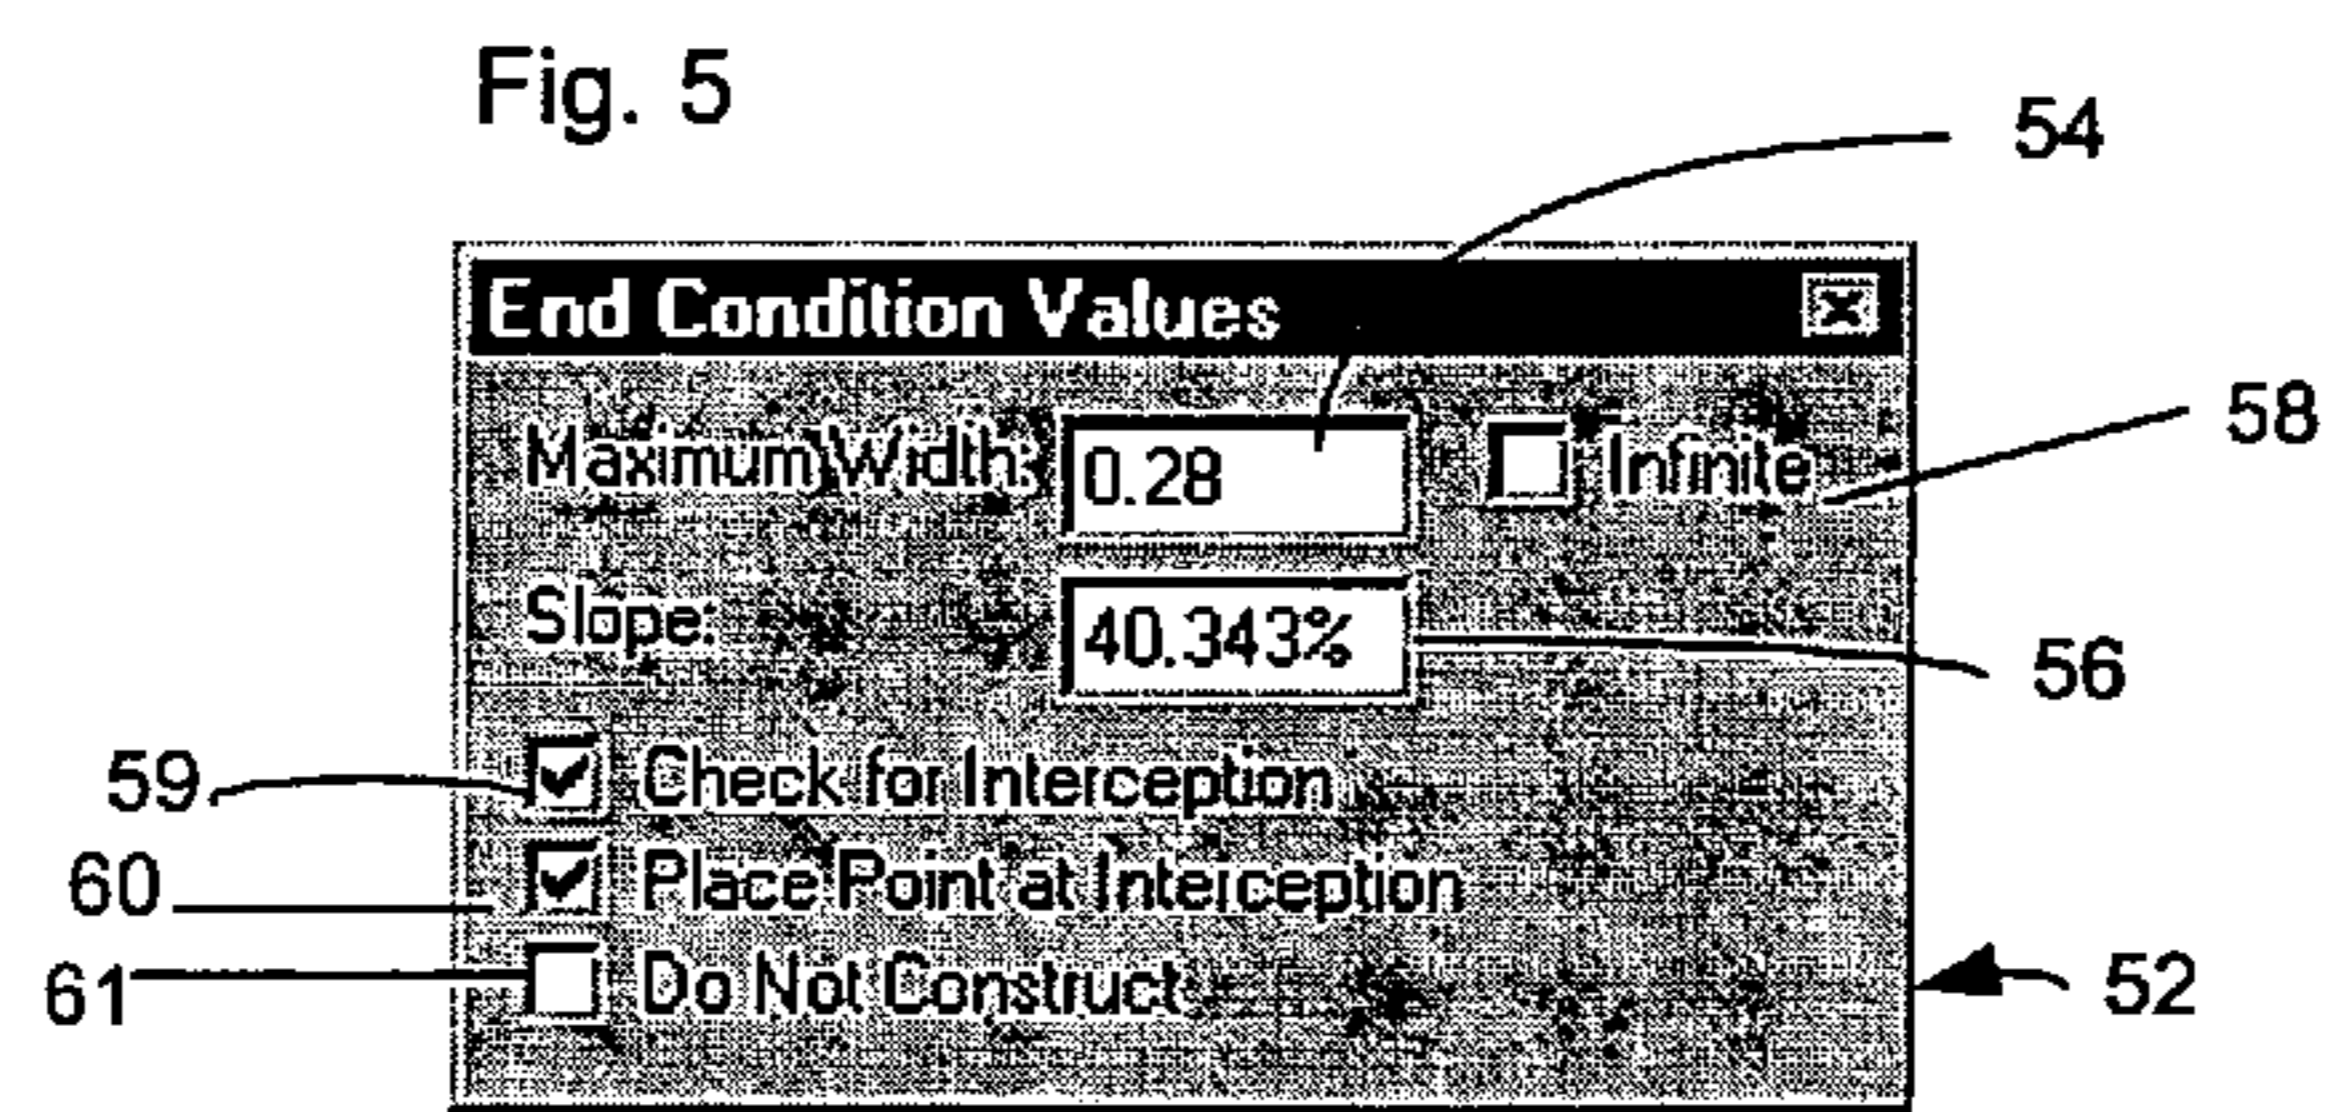 Fig. 5
54
End Condition Values
Maximum Width: 0.28 Infinite
58
Slope: 40.343%
56
59 Check for Interception
60 Place Point at Interception
61 Do Not Construct
52